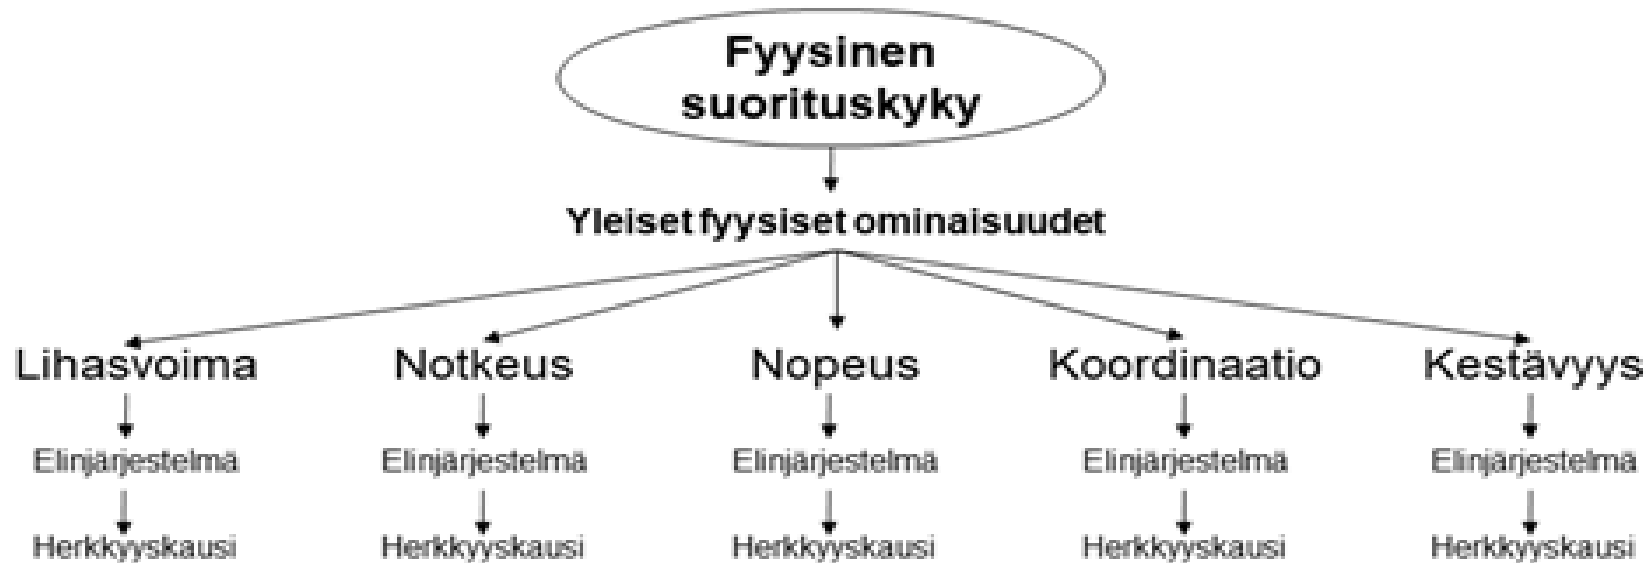 Fyysinen
suorituskyky
Yleiset fyysiset ominaisuudet
Lihasvoima Notkeus Nopeus Koordinaatio Kestävyys
Elinjärjestelmä Elinjärjestelmä Elinjärjestelmä Elinjärjestelmä Elinjärjestelmä
Herkkyyskausi Herkkyyskausi Herkkyyskausi Herkkyyskausi Herkkyyskausi